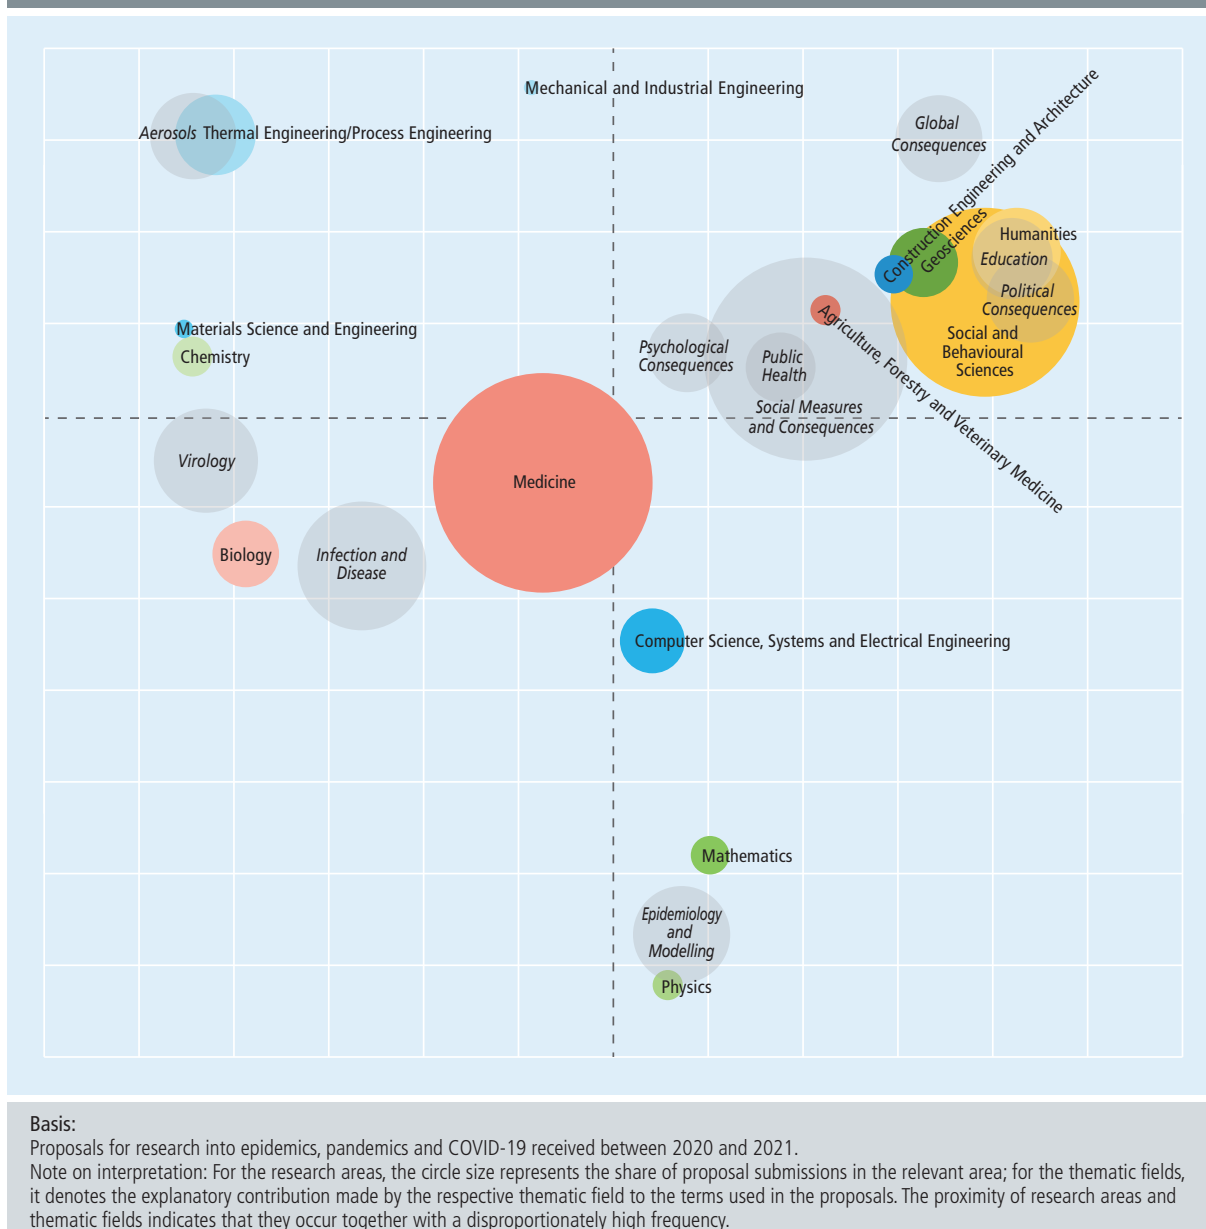 Mechanical and Industrial Engineering
Aerosols Thermal Engineering/Process Engineering
Global
Consequences
Construction Engineering and Architecture
Geosciences
Humanities
Education
Political
Consequences
Social and
Behavioural
Sciences
Agriculture, Forestry and Veterinary Medicine
Materials Science and Engineering
Chemistry
Psychological
Consequences
Public
Health
Social Measures
and Consequences
Virology
Medicine
Biology
Infection and
Disease
Computer Science, Systems and Electrical Engineering
Mathematics
Epidemiology
and
Modelling
Physics
Basis:
Proposals for research into epidemics, pandemics and COVID-19 received between 2020 and 2021.
Note on interpretation: For the research areas, the circle size represents the share of proposal submissions in the relevant area; for the thematic fields,
it denotes the explanatory contribution made by the respective thematic field to the terms used in the proposals. The proximity of research areas and
thematic fields indicates that they occur together with a disproportionately high frequency.